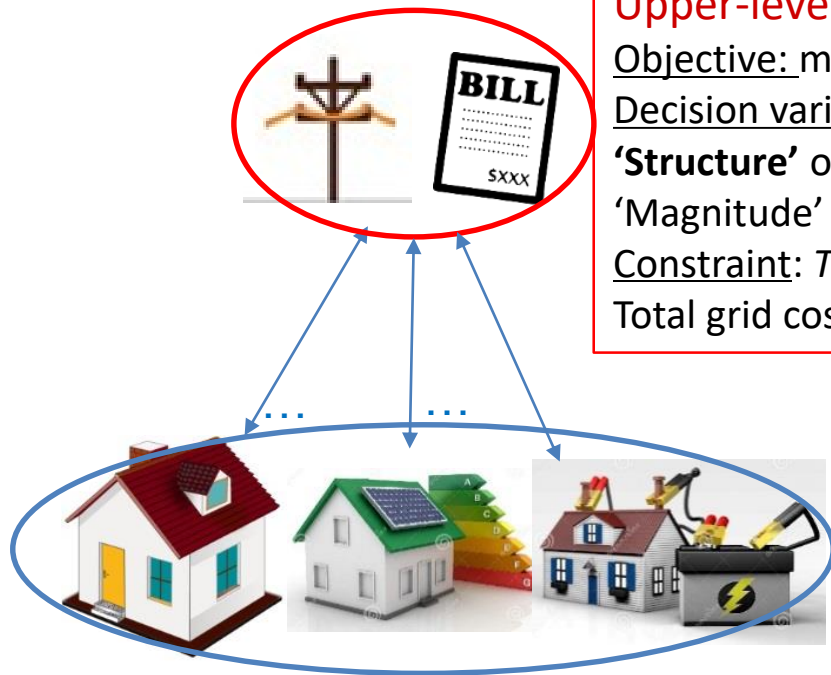 Upper-leve
Objective: m
Decision vari
‘Structure’ o
‘Magnitude’
Constraint: T
Total grid cos
BILL
$XXX
...
...
A
B
C
D
E
F
G